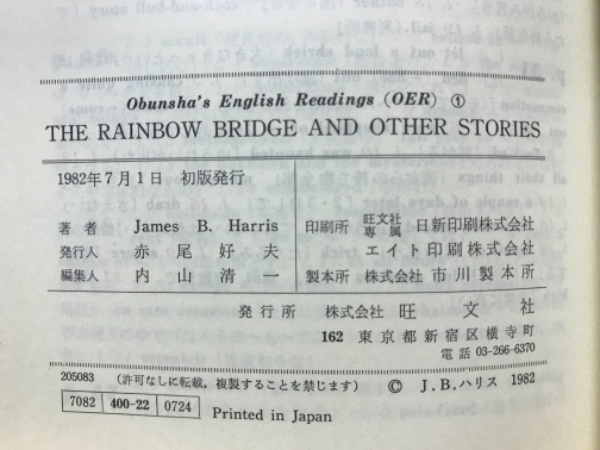 Obunsha's English Readings (OER) ①
THE RAINBOW BRIDGE AND OTHER STORIES
1982年7月1日 初版発行
著者 James B. Harris
発行人 赤尾好夫
編集人 内山清一
印刷所 旺文社専属 日新印刷株式会社
エイト印刷株式会社
製本所 株式会社 市川製本所
発行所 株式会社 旺文社
162 東京都新宿区横寺町
電話 03-266-6370
205083 (許可なしに転載，複製することを禁じます) © J.B.ハリス 1982
7082 400-22 0724 Printed in Japan